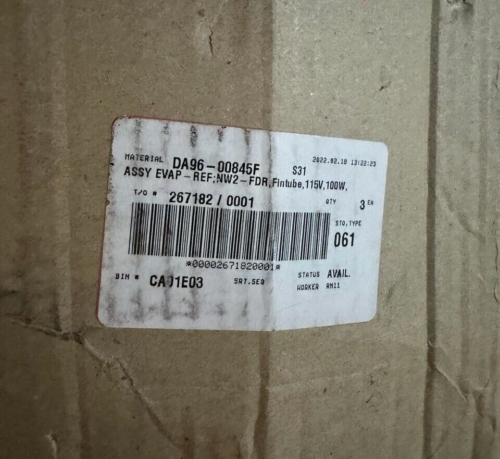 MATERIAL DA96-00845F S31 2022.02.18 13:22:23
ASSY EVAP-REF;NW2-FDR,Fintube,115V,100W,
T/O # 267182 / 0001 QTY 3 EA
STO.TYPE
061
*00002671820001*
BIN # CA01E03 SRT.SEQ STATUS AVAIL.
WORKER RM11